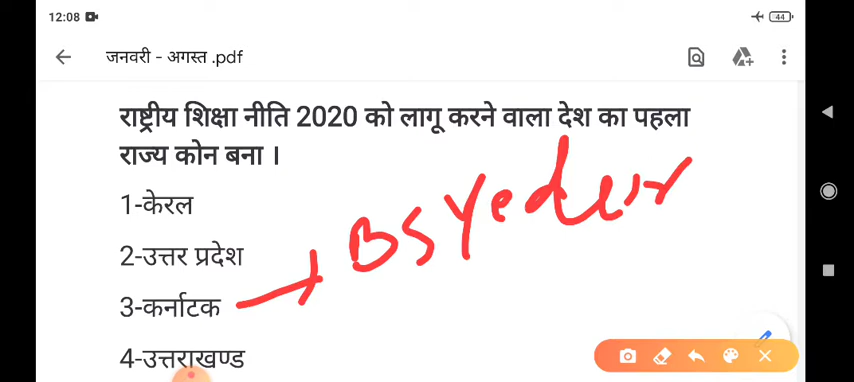 12:08
44
जनवरी - अगस्त .pdf
राष्ट्रीय शिक्षा नीति 2020 को लागू करने वाला देश का पहला
राज्य कोन बना ।
1-केरल
2-उत्तर प्रदेश
BSYedur
3-कर्नाटक
4-उत्तराखण्ड